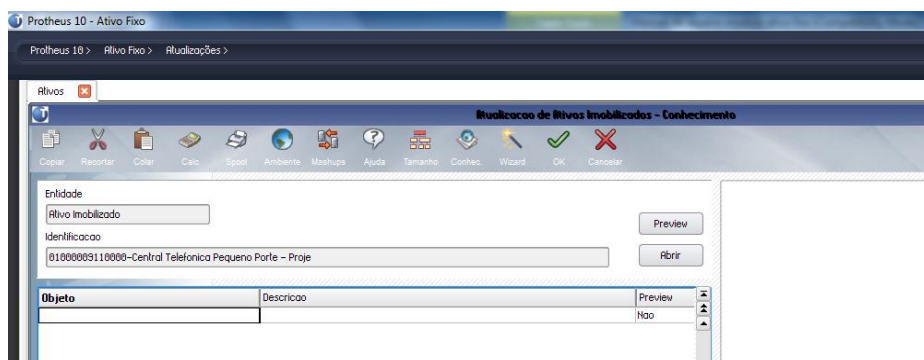 Protheus 10 - Ativo Fixo
Protheus 10 > Ativo Fixo > Atualizações >
Ativos
Atualizacao de Ativos Imobilizados - Conhecimento
Copiar Recortar Colar Calc. Spool Ambiente Mashups Ajuda Tamanho Conhec. Wizard OK Cancelar
Entidade
Ativo Imobilizado
Preview
Identificacao
01000009110000-Central Telefonica Pequeno Porte - Proje
Abrir
Objeto Descricao Preview
Nao